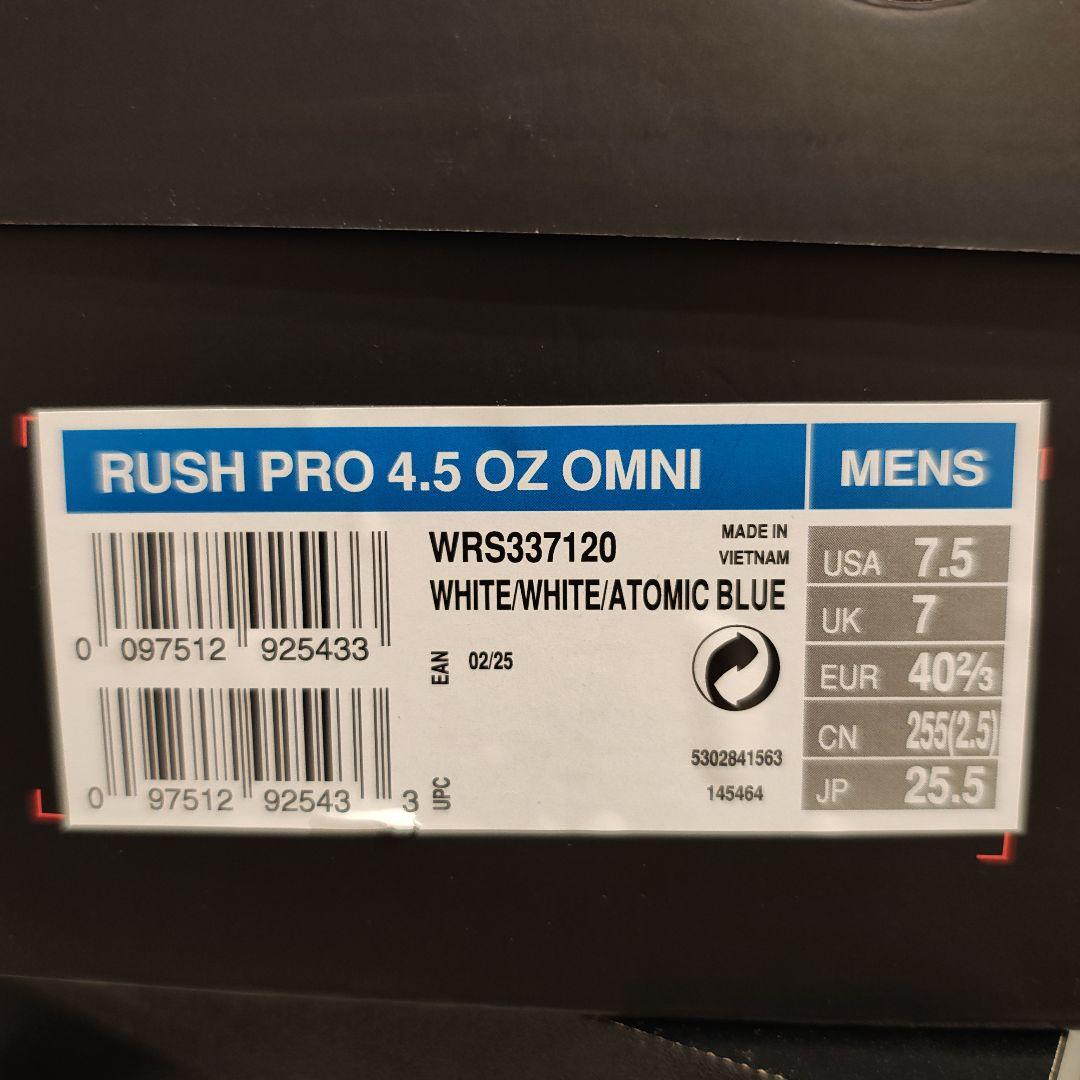 RUSH PRO 4.5 OZ OMNI
MENS
0 097512 925433
WRS337120
WHITE/WHITE/ATOMIC BLUE
MADE IN
VIETNAM
EAN 02/25
0 97512 92543 3
UPC
5302841563
145464
USA 7.5
UK 7
EUR 40⅔
CN 255(2.5)
JP 25.5